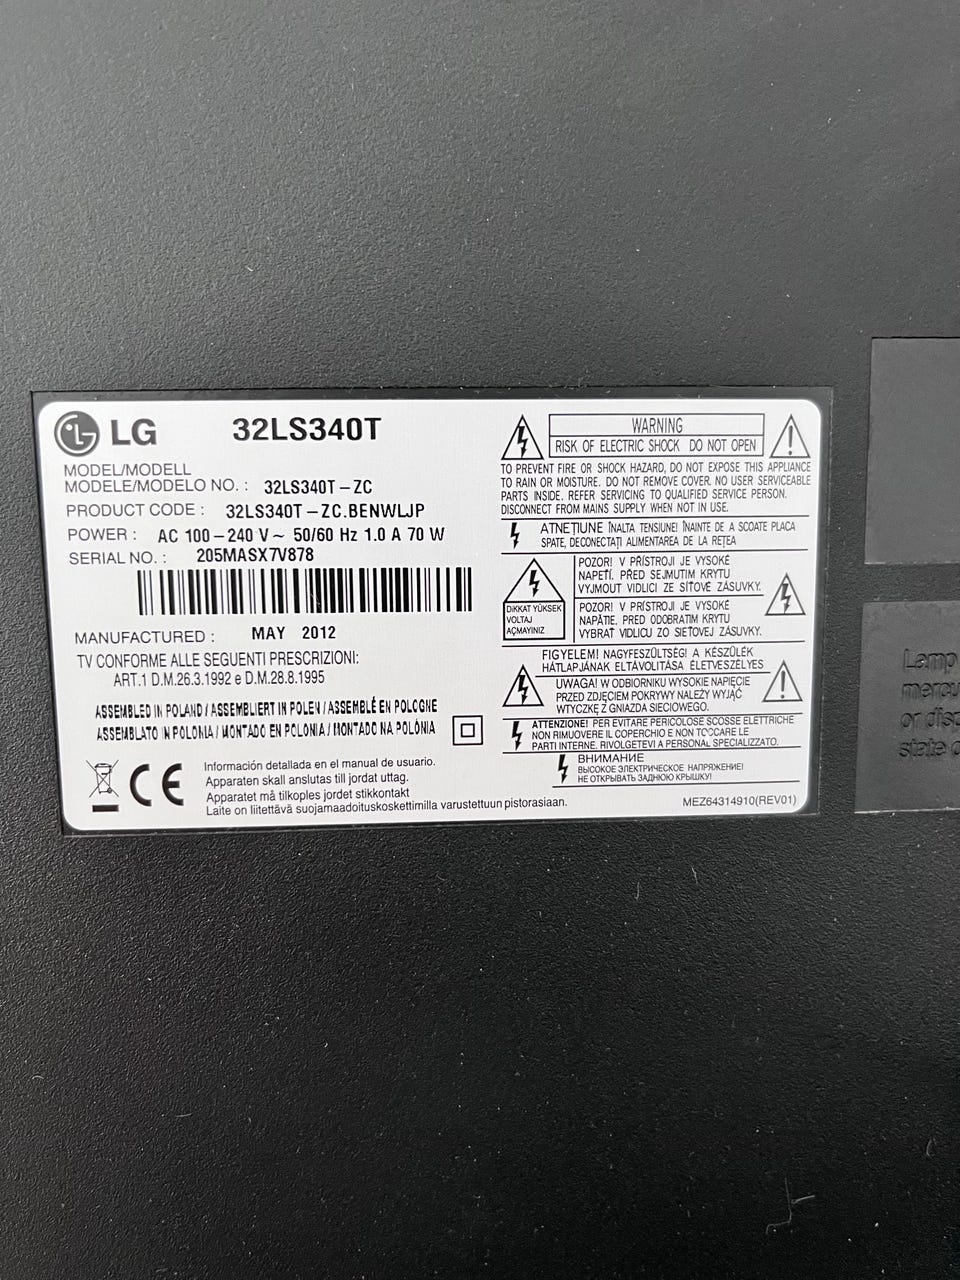 LG 32LS340T
MODEL/MODELL
MODELE/MODELO NO. : 32LS340T-ZC
PRODUCT CODE : 32LS340T-ZC.BENWLJP
POWER : AC 100-240 V ~ 50/60 Hz 1.0 A 70 W
SERIAL NO. : 205MASX7V878
MANUFACTURED : MAY 2012
TV CONFORME ALLE SEGUENTI PRESCRIZIONI:
ART.1 D.M.26.3.1992 e D.M.28.8.1995
ASSEMBLED IN POLAND / ASSEMBLIERT IN POLEN / ASSEMBLÉ EN POLOGNE
ASSEMBLATO IN POLONIA / MONTADO EN POLONIA / MONTADO NA POLÓNIA
CE
Información detallada en el manual de usuario.
Apparaten skall anslutas till jordat uttag.
Apparatet må tilkoples jordet stikkontakt
Laite on liitettävä suojamaadoituskoskettimilla varustettuun pistorasiaan.
WARNING
RISK OF ELECTRIC SHOCK DO NOT OPEN
TO PREVENT FIRE OR SHOCK HAZARD, DO NOT EXPOSE THIS APPLIANCE
TO RAIN OR MOISTURE. DO NOT REMOVE COVER. NO USER SERVICEABLE
PARTS INSIDE. REFER SERVICING TO QUALIFIED SERVICE PERSON.
DISCONNECT FROM MAINS SUPPLY WHEN NOT IN USE.
ATNEȚIUNE ÎNALTA TENSIUNE! ÎNAINTE DE A SCOATE PLACA
SPATE, DECONECTAȚI ALIMENTAREA DE LA REȚEA
DIKKAT YÜKSEK
VOLTAJ
AÇMAYINIZ
POZOR! V PŘÍSTROJI JE VYSOKÉ
NAPETÍ. PŘED SEJMUTIM KRYTU
VYJMOUT VIDLICI ZE SÍŤOVÉ ZÁSUVKY.
POZOR! V PRÍSTROJI JE VYSOKÉ
NAPÄTIE, PRED ODOBRATIM KRYTU
VYBRAŤ VIDLICU ZO SIEŤOVEJ ZÁSUVKY.
FIGYELEM! NAGYFESZÜLTSÉG! A KÉSZÜLÉK
HÁTLAPJÁNAK ELTÁVOLÍTÁSA ÉLETVESZÉLYES
UWAGA! W ODBIORNIKU WYSOKIE NAPIĘCIE
PRZED ZDJĘCIEM POKRYWY NALEŻY WYJĄĆ
WTYCZKĘ Z GNIAZDA SIECIOWEGO.
ATTENZIONE! PER EVITARE PERICOLOSE SCOSSE ELETTRICHE
NON RIMUOVERE IL COPERCHIO E NON TOCCARE LE
PARTI INTERNE. RIVOLGETEVI A PERSONAL SPECIALIZZATO.
ВНИМАНИЕ
ВЫСОКОЕ ЭЛЕКТРИЧЕСКОЕ НАПРЯЖЕНИЕ!
НЕ ОТКРЫВАТЬ ЗАДНЮЮ КРЫШКУ!
MEZ64314910(REV01)
Lamp
mercu
or disp
state o